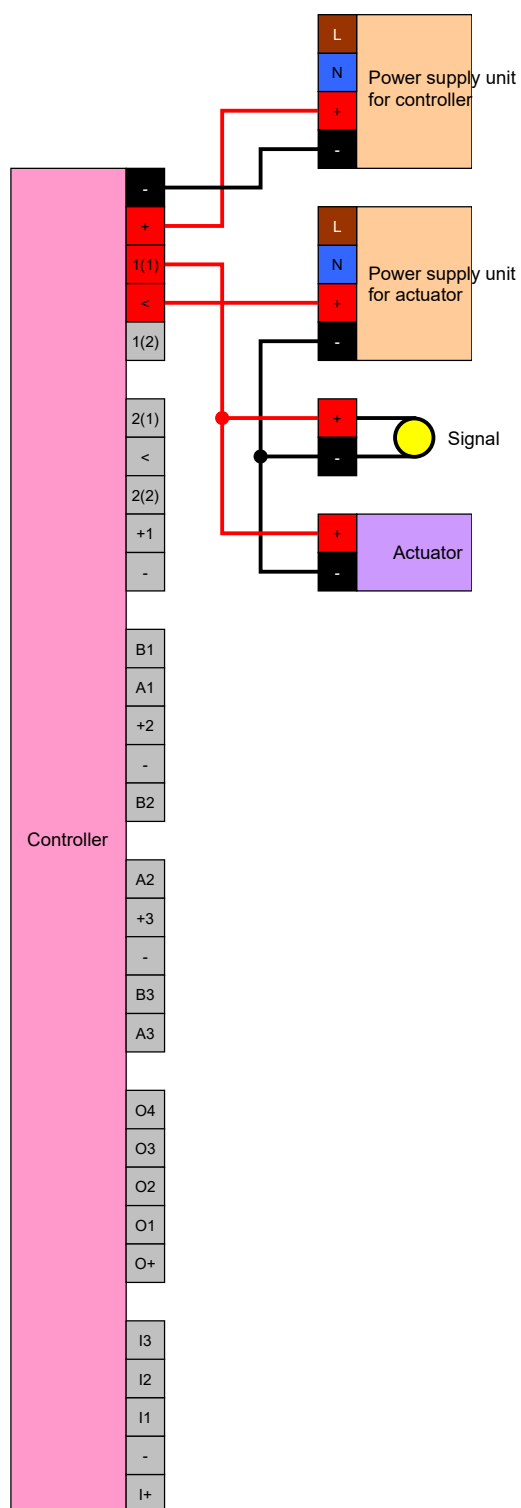 L
N
Power supply unit
for controller
+
-
-
+
L
1(1)
N
Power supply unit
for actuator
<
+
1(2)
-
2(1)
+
Signal
<
-
2(2)
+1
+
Actuator
-
-
B1
A1
+2
-
B2
Controller
A2
+3
-
B3
A3
O4
O3
O2
O1
O+
I3
I2
I1
-
I+